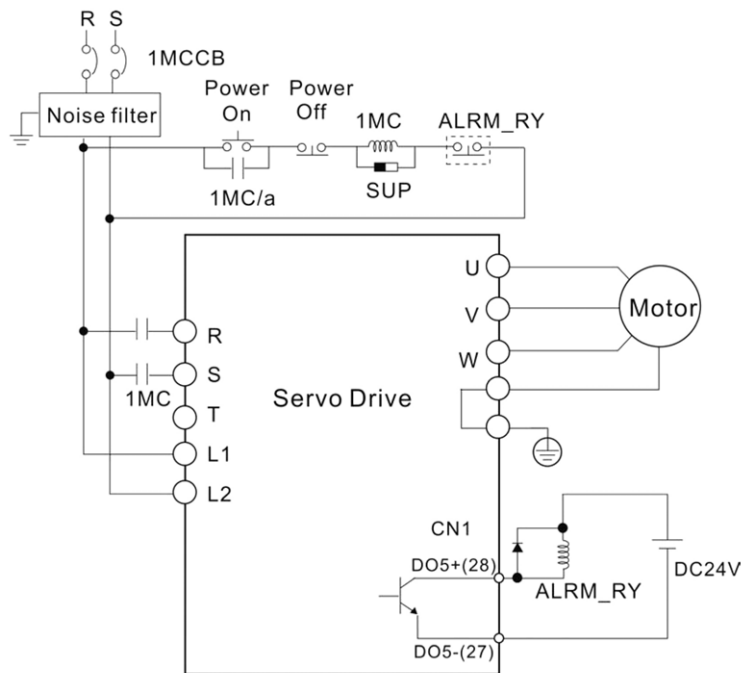 R
S
1MCCB
Noise filter
Power
On
Power
Off
1MC
ALRM_RY
1MC/a
SUP
U
V
W
Motor
R
S
1MC
T
L1
L2
Servo Drive
CN1
DO5+(28)
ALRM_RY
DC24V
DO5-(27)